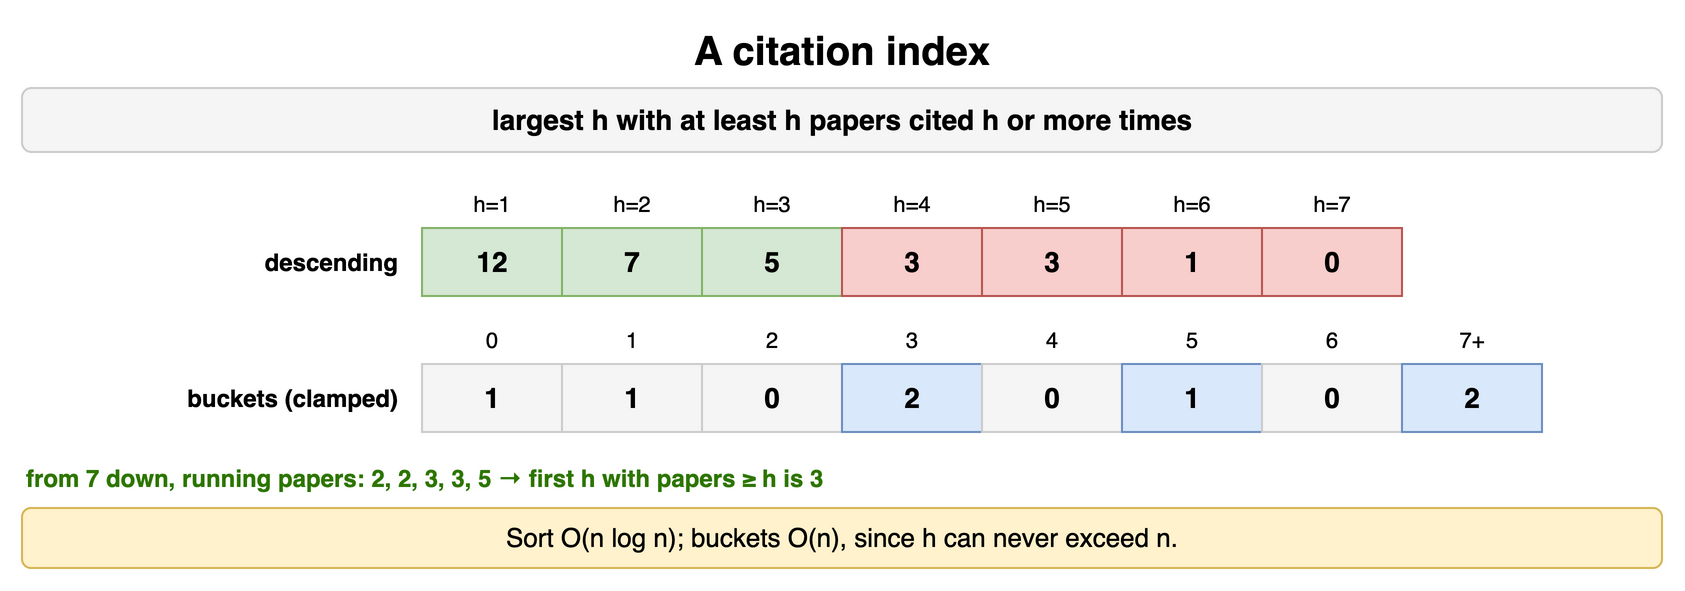 A citation index
largest h with at least h papers cited h or more times
h=1 h=2 h=3 h=4 h=5 h=6 h=7
descending 12 7 5 3 3 1 0
0 1 2 3 4 5 6 7+
buckets (clamped) 1 1 0 2 0 1 0 2
from 7 down, running papers: 2, 2, 3, 3, 5 → first h with papers ≥ h is 3
Sort O(n log n); buckets O(n), since h can never exceed n.